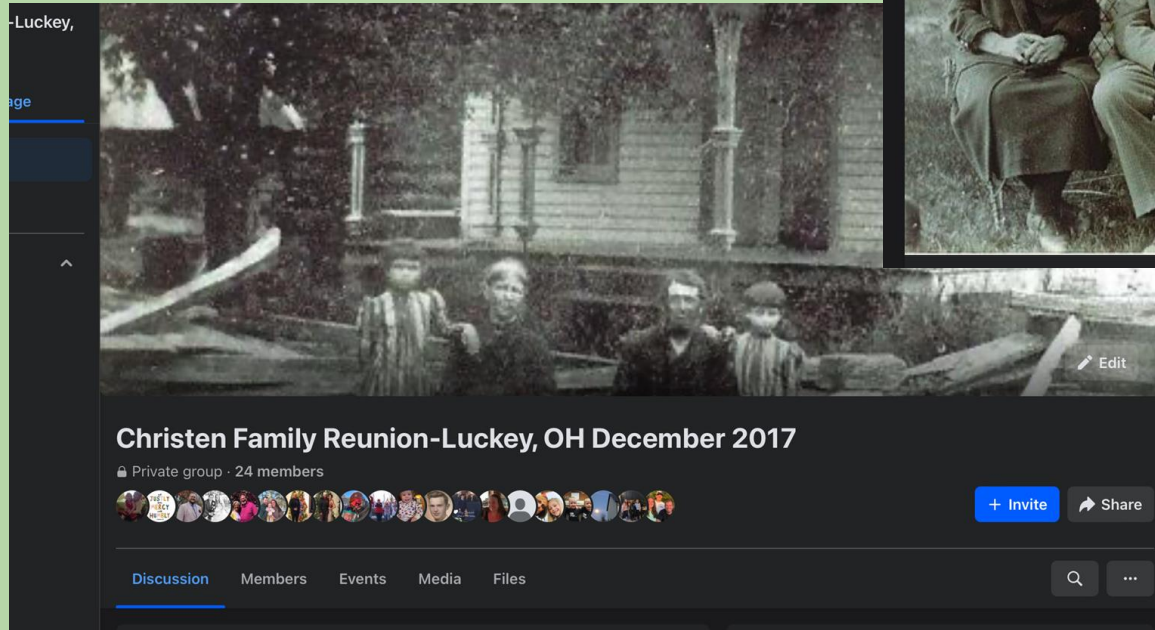 -Luckey,
age
Edit
Christen Family Reunion-Luckey, OH December 2017
Private group · 24 members
+ Invite
Share
Discussion
Members
Events
Media
Files